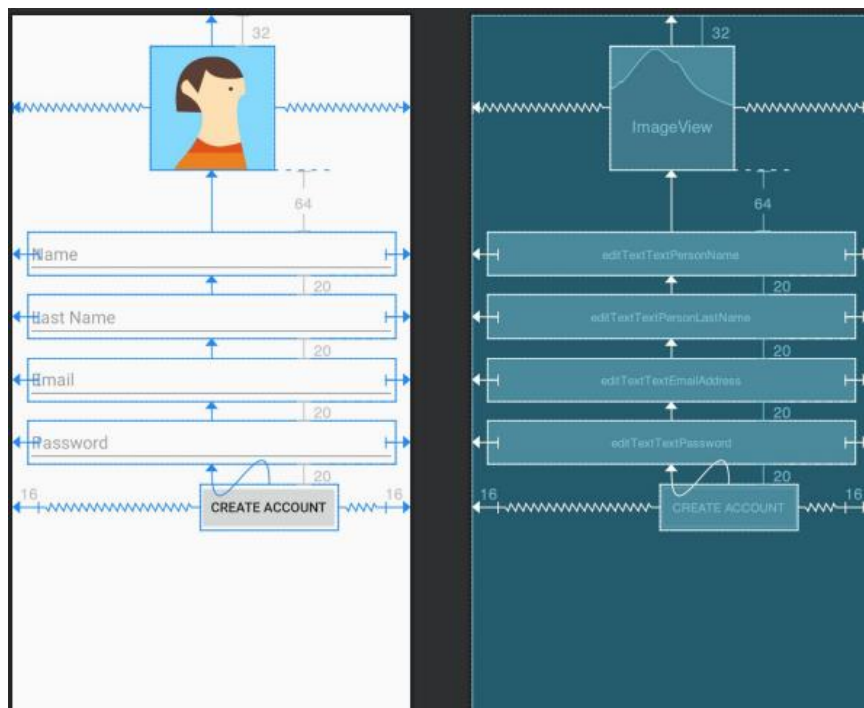 32
64
Name
20
Last Name
20
Email
20
Password
20
16 16
CREATE ACCOUNT
32
ImageView
64
editTextTextPersonName
20
editTextTextPersonLastName
20
editTextTextEmailAddress
20
editTextTextPassword
20
16 16
CREATE ACCOUNT